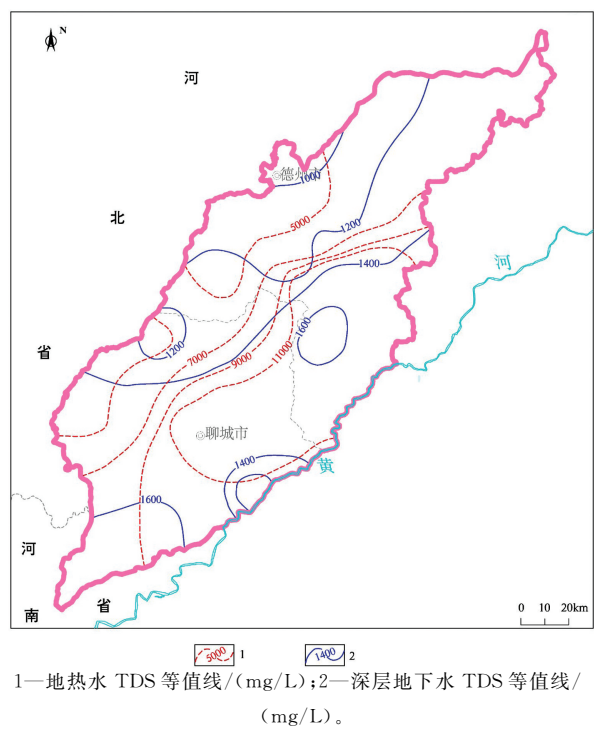 N
河
北
省
河
南
省
德州市
1000
5000
1200
1400
河
1600
1200
7000
9000
11000
聊城市
1400
黄
1600
0 10 20km
5000 1
1400 2
1—地热水 TDS 等值线/(mg/L);2—深层地下水 TDS 等值线/
(mg/L)。